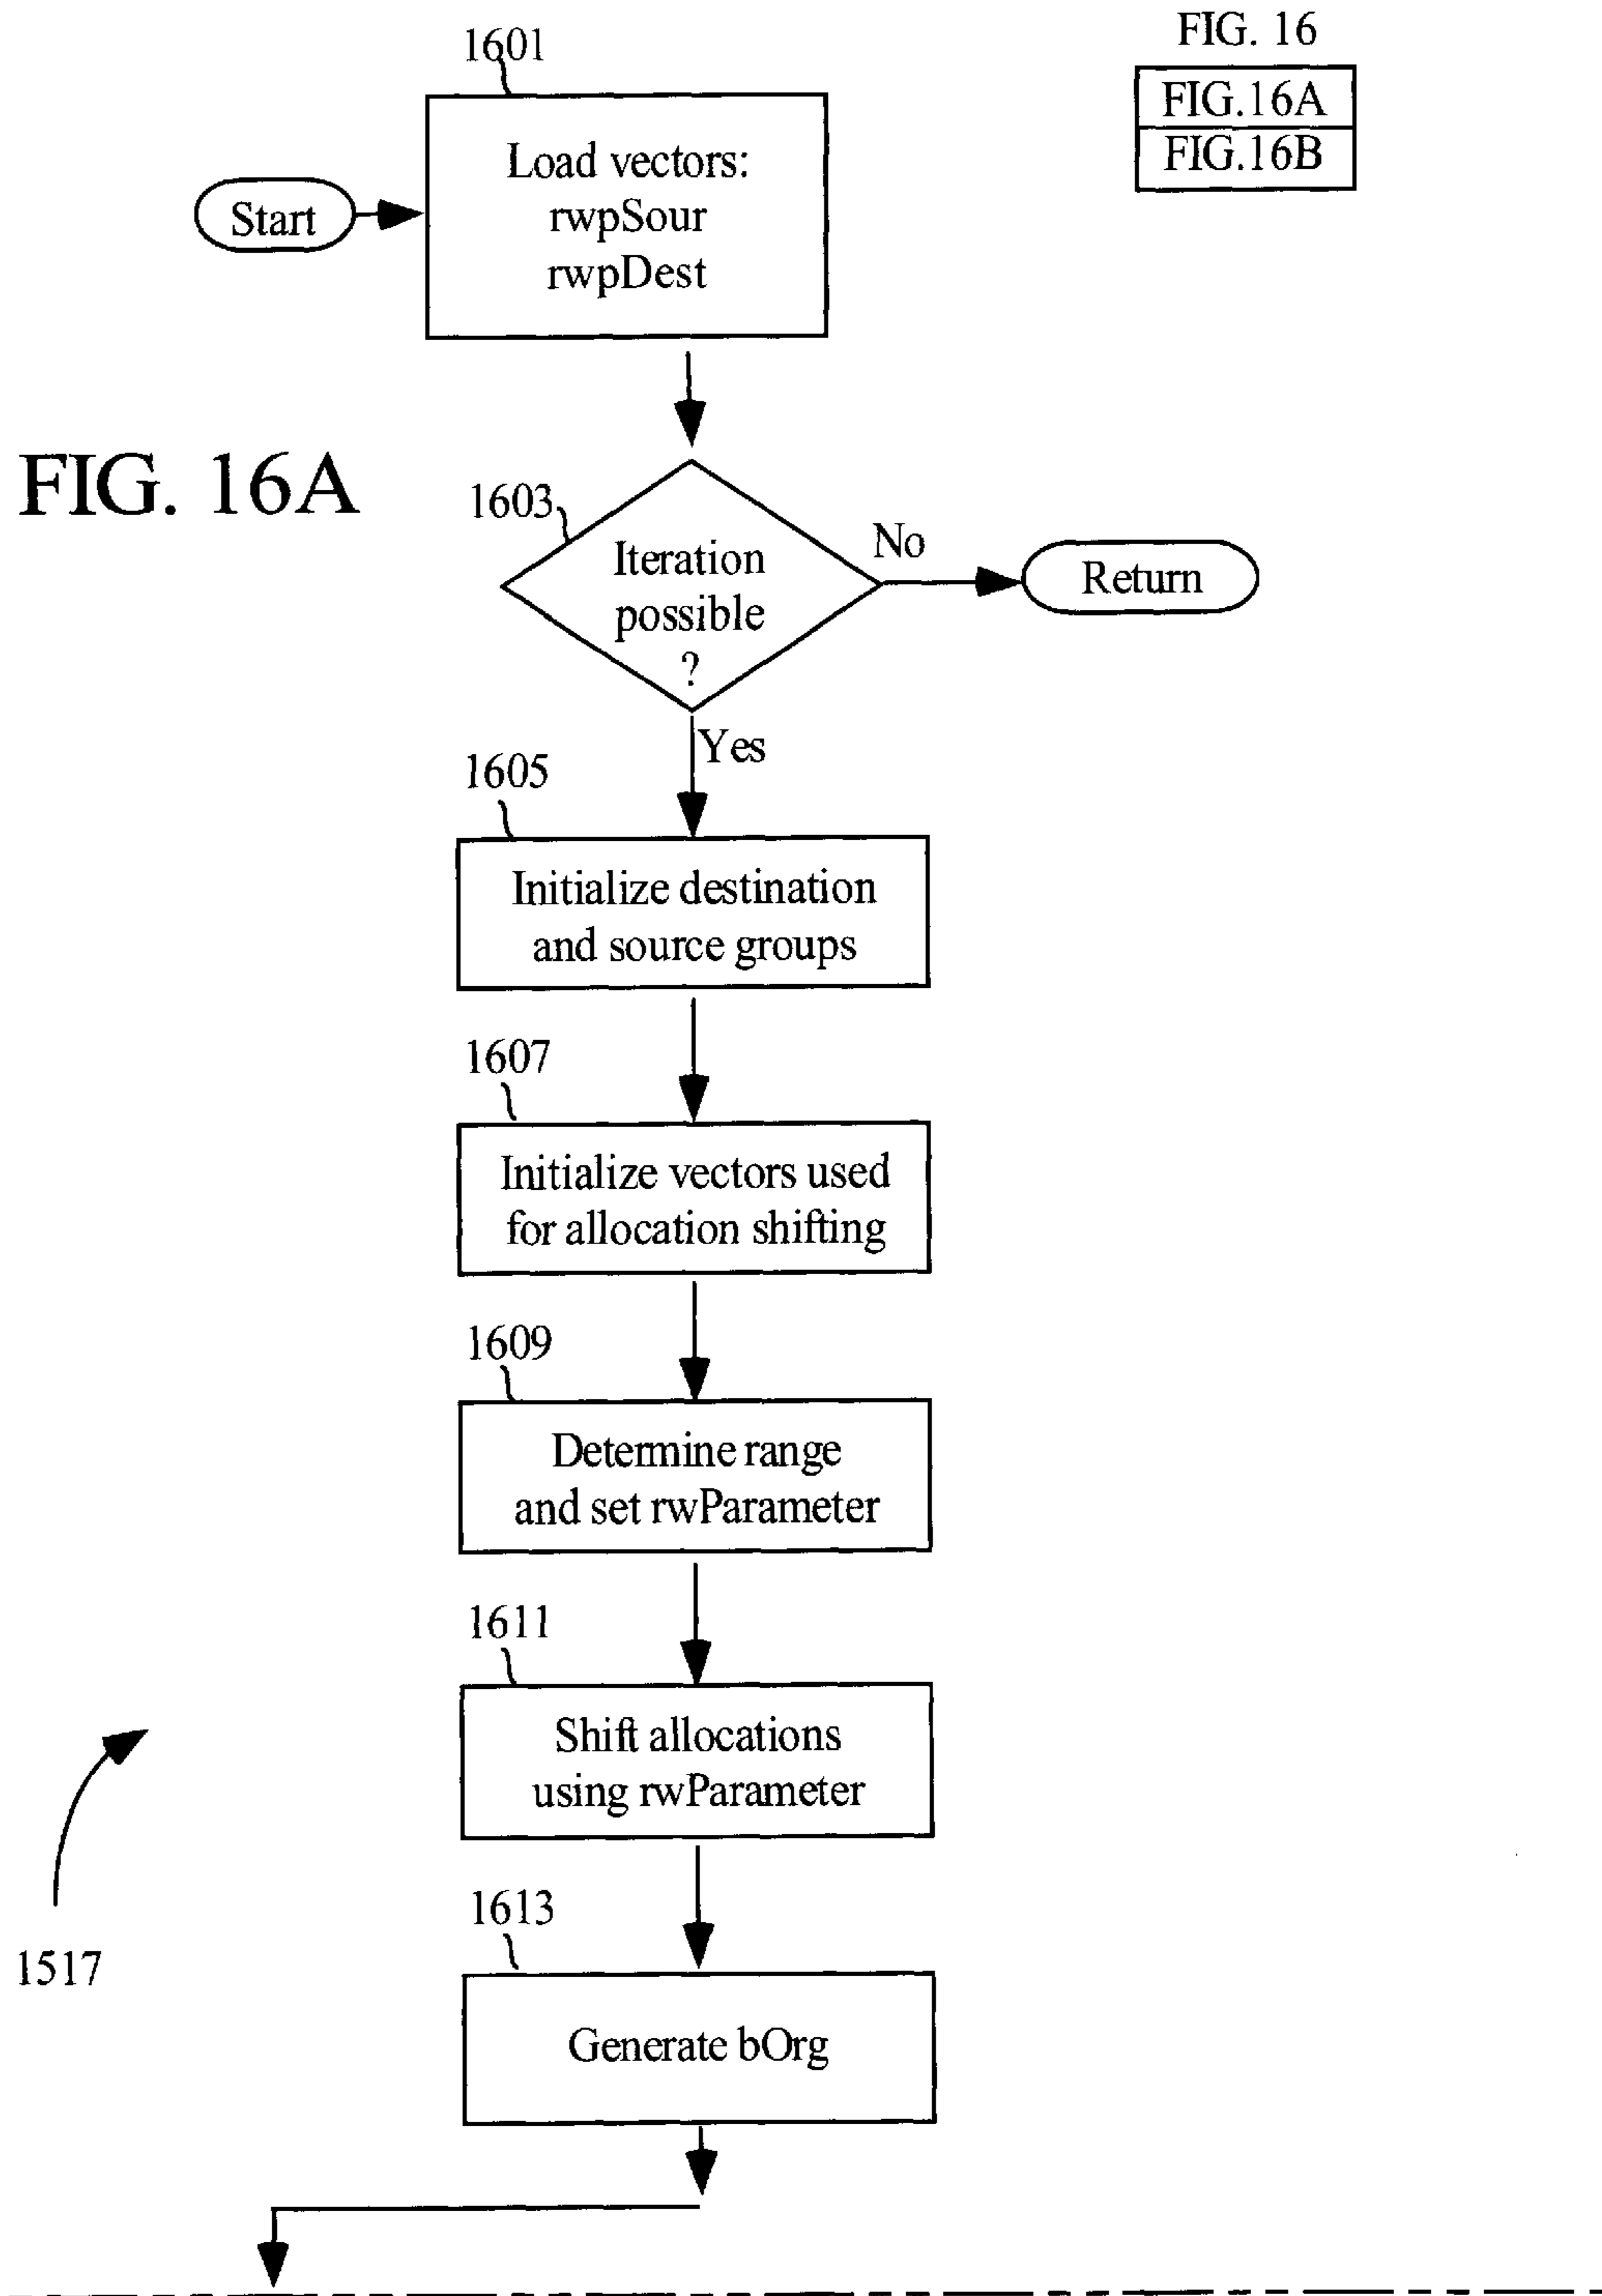 FIG. 16
FIG.16A
FIG.16B
1601
Load vectors:
rwpSour
rwpDest
Start
FIG. 16A
1603
Iteration
possible
?
No
Return
Yes
1605
Initialize destination
and source groups
1607
Initialize vectors used
for allocation shifting
1609
Determine range
and set rwParameter
1611
Shift allocations
using rwParameter
1613
Generate bOrg
1517